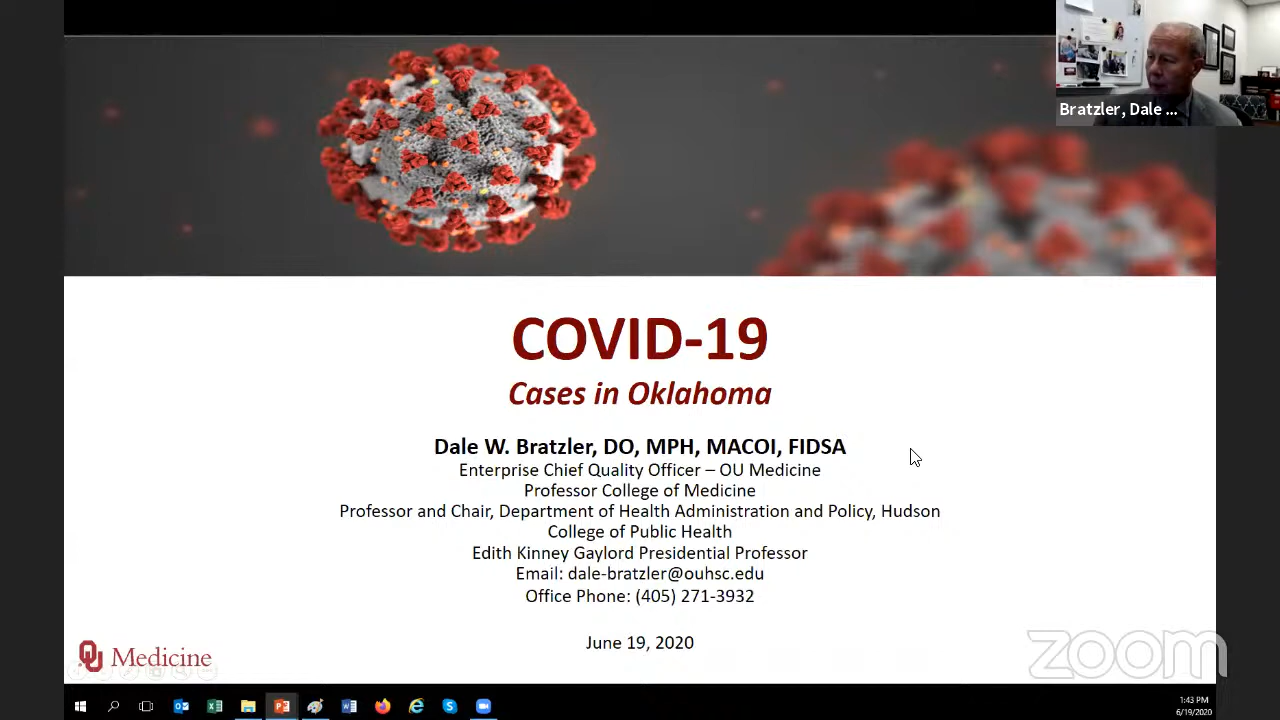 Bratzler, Dale ...
COVID-19
Cases in Oklahoma
Dale W. Bratzler, DO, MPH, MACOI, FIDSA
Enterprise Chief Quality Officer – OU Medicine
Professor College of Medicine
Professor and Chair, Department of Health Administration and Policy, Hudson
College of Public Health
Edith Kinney Gaylord Presidential Professor
Email: dale-bratzler@ouhsc.edu
Office Phone: (405) 271-3932
June 19, 2020
OU Medicine
zoom
1:43 PM
6/19/2020